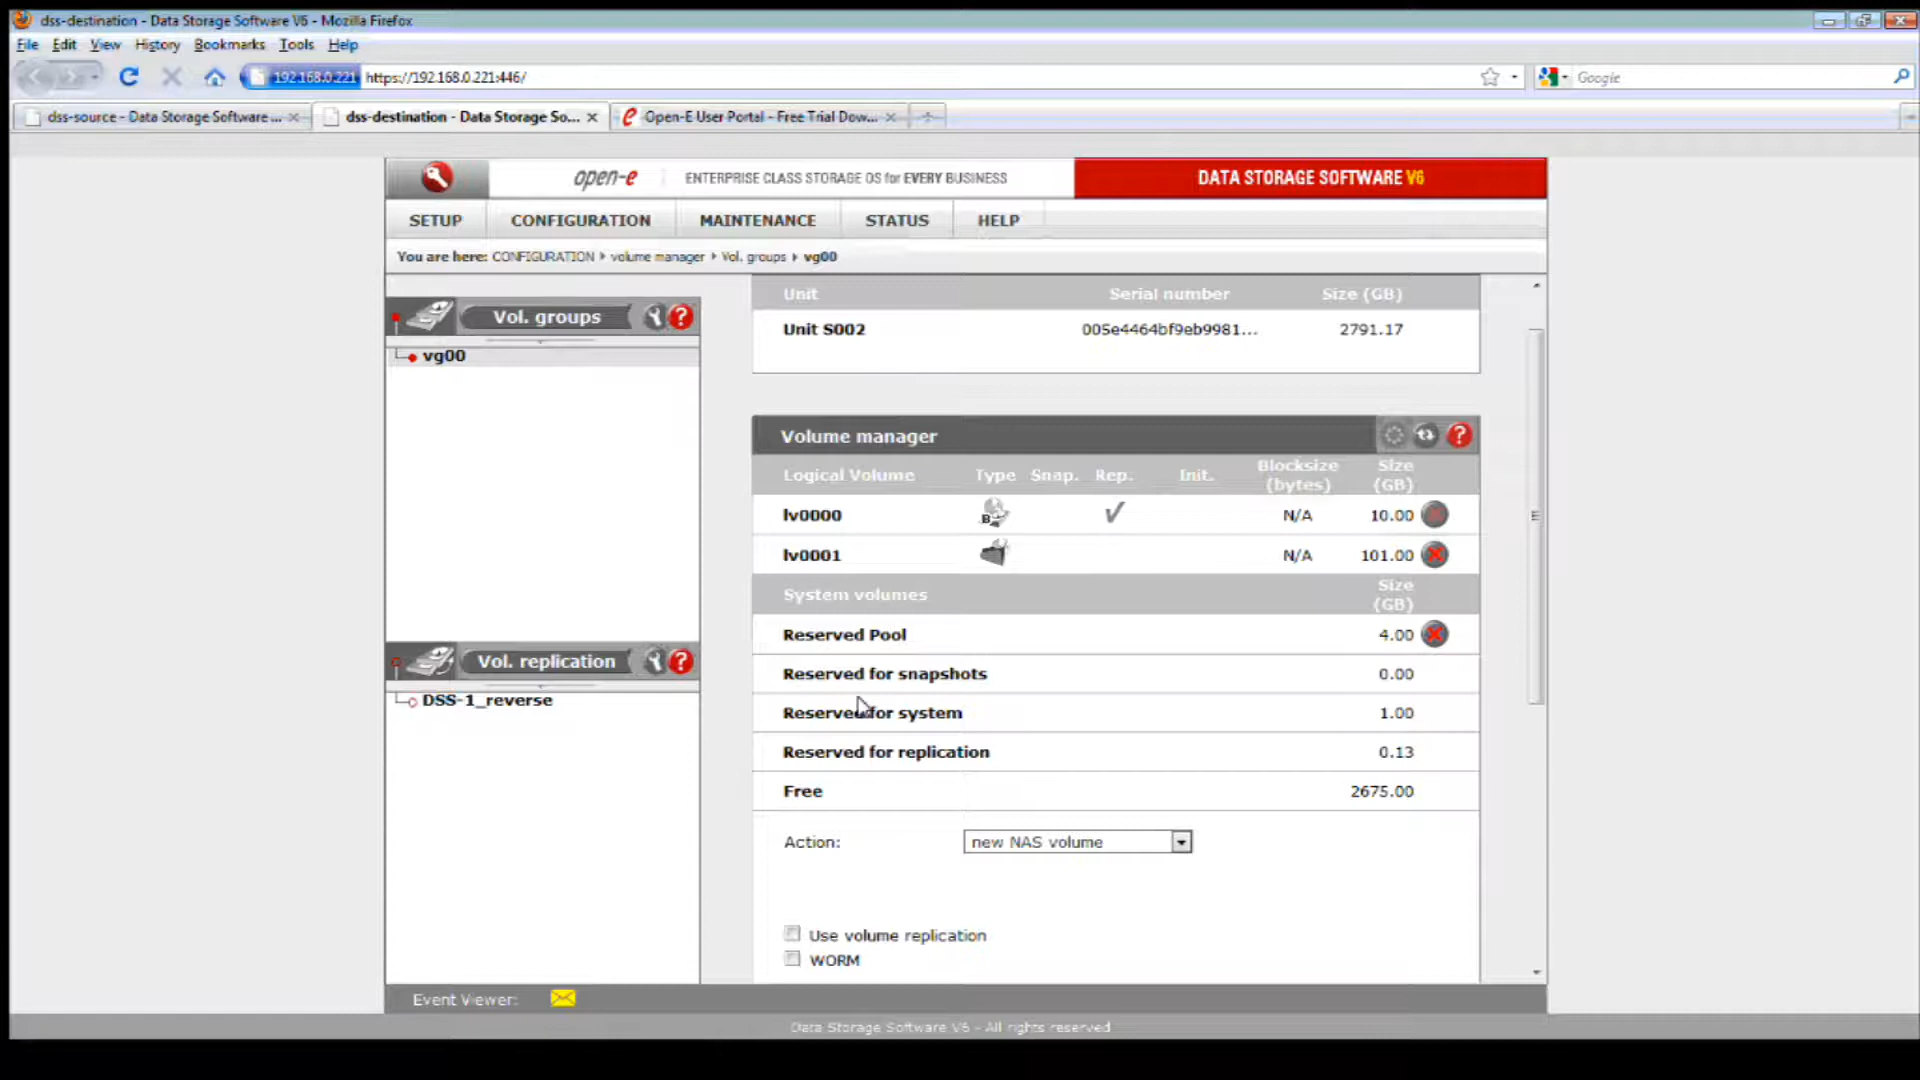 dss-destination - Data Storage Software V6 - Mozilla Firefox
File Edit View History Bookmarks Tools Help
192.168.0.221 https://192.168.0.221:446/
Google
dss-source - Data Storage Software ...
dss-destination - Data Storage So...
Open-E User Portal - Free Trial Dow...
open-e
ENTERPRISE CLASS STORAGE OS for EVERY BUSINESS
DATA STORAGE SOFTWARE V6
SETUP CONFIGURATION MAINTENANCE STATUS HELP
You are here: CONFIGURATION volume manager Vol. groups vg00
Vol. groups
vg00
Vol. replication
DSS-1_reverse
Unit Serial number Size (GB)
Unit S002 005e4464bf9eb9981... 2791.17
Volume manager
Logical Volume Type Snap. Rep. Init. Blocksize (bytes) Size (GB)
lv0000 B N/A 10.00
lv0001 N/A 101.00
System volumes Size (GB)
Reserved Pool 4.00
Reserved for snapshots 0.00
Reserved for system 1.00
Reserved for replication 0.13
Free 2675.00
Action: new NAS volume
Use volume replication
WORM
Event Viewer:
Data Storage Software V6 - All rights reserved